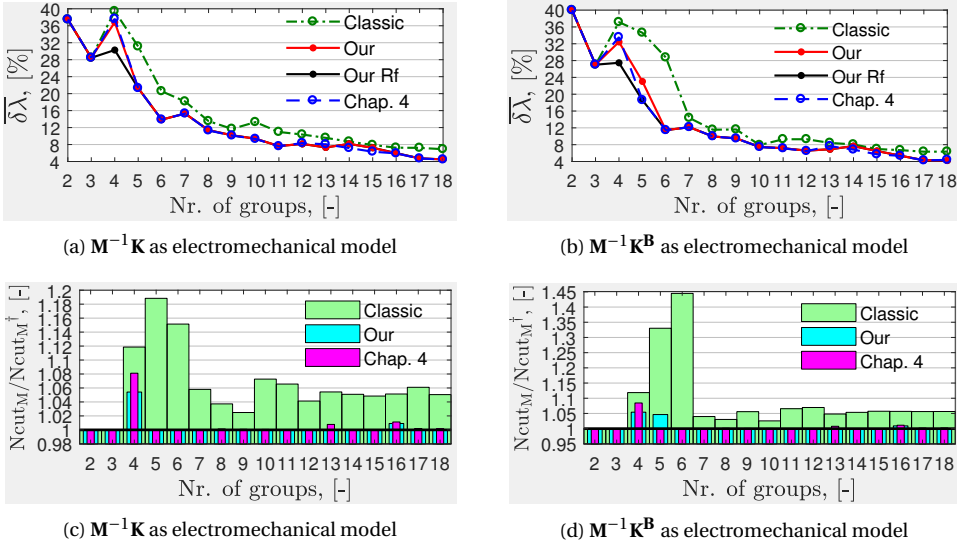 40
36
32
28
24
20
16
12
8
4
δλ, [%]
2 3 4 5 6 7 8 9 10 11 12 13 14 15 16 17 18
Nr. of groups, [-]
Classic
Our
Our Rf
Chap. 4
(a) M⁻¹K as electromechanical model
40
36
32
28
24
20
16
12
8
4
δλ, [%]
2 3 4 5 6 7 8 9 10 11 12 13 14 15 16 17 18
Nr. of groups, [-]
Classic
Our
Our Rf
Chap. 4
(b) M⁻¹Kᴮ as electromechanical model
1.2
1.18
1.16
1.14
1.12
1.1
1.08
1.06
1.04
1.02
1
0.98
Ncut_M/Ncut_M†, [-]
2 3 4 5 6 7 8 9 10 11 12 13 14 15 16 17 18
Nr. of groups, [-]
Classic
Our
Chap. 4
(c) M⁻¹K as electromechanical model
1.45
1.4
1.35
1.3
1.25
1.2
1.15
1.1
1.05
1
0.95
Ncut_M/Ncut_M†, [-]
2 3 4 5 6 7 8 9 10 11 12 13 14 15 16 17 18
Nr. of groups, [-]
Classic
Our
Chap. 4
(d) M⁻¹Kᴮ as electromechanical model